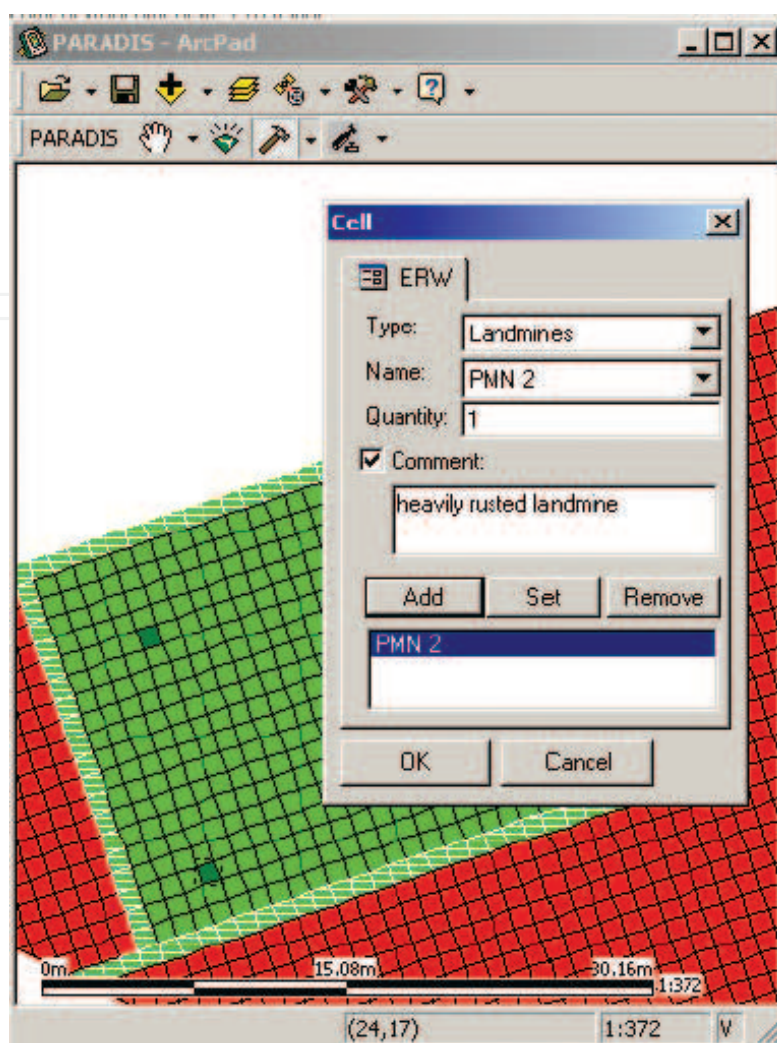 PARADIS - ArcPad
PARADIS
Cell
ERW
Type: Landmines
Name: PMN 2
Quantity: 1
Comment:
heavily rusted landmine
Add Set Remove
PMN 2
OK Cancel
0m 15.08m 30.16m 1:372
(24,17) 1:372 V